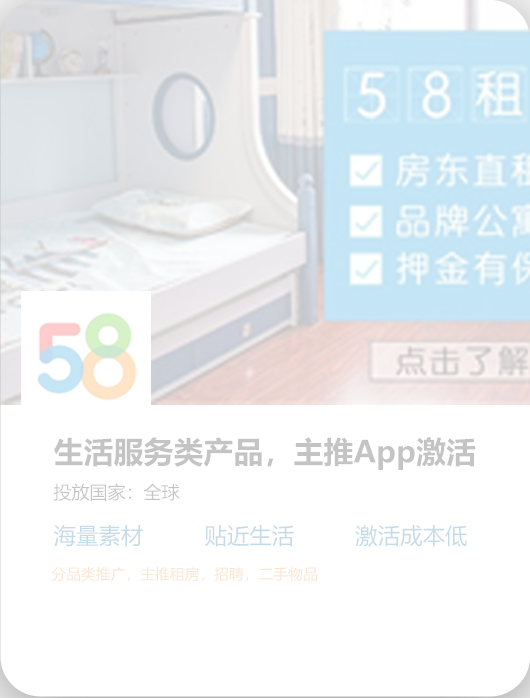 58租
房东直租
品牌公寓
押金有保
点击了解
58
生活服务类产品，主推App激活
投放国家：全球
海量素材 贴近生活 激活成本低
分品类推广，主推租房，招聘，二手物品